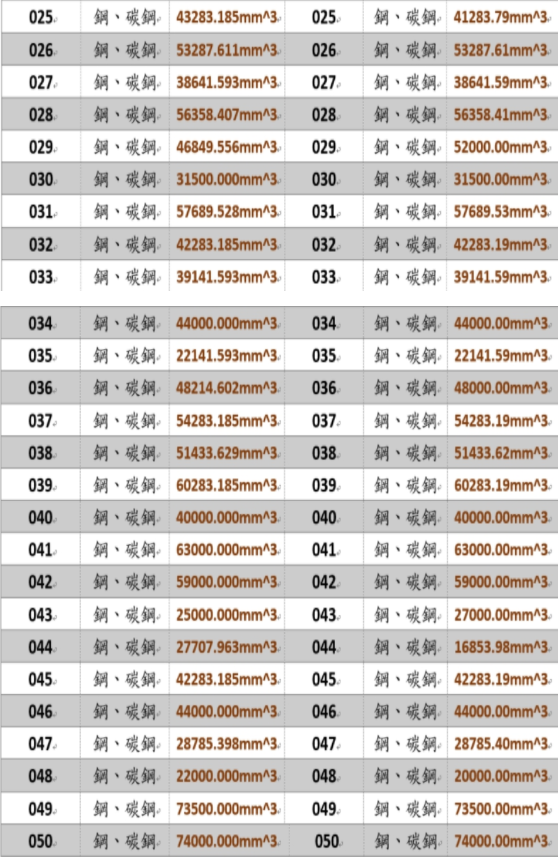 025 鋼、碳鋼 43283.185mm^3 025 鋼、碳鋼 41283.79mm^3
026 鋼、碳鋼 53287.611mm^3 026 鋼、碳鋼 53287.61mm^3
027 鋼、碳鋼 38641.593mm^3 027 鋼、碳鋼 38641.59mm^3
028 鋼、碳鋼 56358.407mm^3 028 鋼、碳鋼 56358.41mm^3
029 鋼、碳鋼 46849.556mm^3 029 鋼、碳鋼 52000.00mm^3
030 鋼、碳鋼 31500.000mm^3 030 鋼、碳鋼 31500.00mm^3
031 鋼、碳鋼 57689.528mm^3 031 鋼、碳鋼 57689.53mm^3
032 鋼、碳鋼 42283.185mm^3 032 鋼、碳鋼 42283.19mm^3
033 鋼、碳鋼 39141.593mm^3 033 鋼、碳鋼 39141.59mm^3
034 鋼、碳鋼 44000.000mm^3 034 鋼、碳鋼 44000.00mm^3
035 鋼、碳鋼 22141.593mm^3 035 鋼、碳鋼 22141.59mm^3
036 鋼、碳鋼 48214.602mm^3 036 鋼、碳鋼 48000.00mm^3
037 鋼、碳鋼 54283.185mm^3 037 鋼、碳鋼 54283.19mm^3
038 鋼、碳鋼 51433.629mm^3 038 鋼、碳鋼 51433.62mm^3
039 鋼、碳鋼 60283.185mm^3 039 鋼、碳鋼 60283.19mm^3
040 鋼、碳鋼 40000.000mm^3 040 鋼、碳鋼 40000.00mm^3
041 鋼、碳鋼 63000.000mm^3 041 鋼、碳鋼 63000.00mm^3
042 鋼、碳鋼 59000.000mm^3 042 鋼、碳鋼 59000.00mm^3
043 鋼、碳鋼 25000.000mm^3 043 鋼、碳鋼 27000.00mm^3
044 鋼、碳鋼 27707.963mm^3 044 鋼、碳鋼 16853.98mm^3
045 鋼、碳鋼 42283.185mm^3 045 鋼、碳鋼 42283.19mm^3
046 鋼、碳鋼 44000.000mm^3 046 鋼、碳鋼 44000.00mm^3
047 鋼、碳鋼 28785.398mm^3 047 鋼、碳鋼 28785.40mm^3
048 鋼、碳鋼 22000.000mm^3 048 鋼、碳鋼 20000.00mm^3
049 鋼、碳鋼 73500.000mm^3 049 鋼、碳鋼 73500.00mm^3
050 鋼、碳鋼 74000.000mm^3 050 鋼、碳鋼 74000.00mm^3